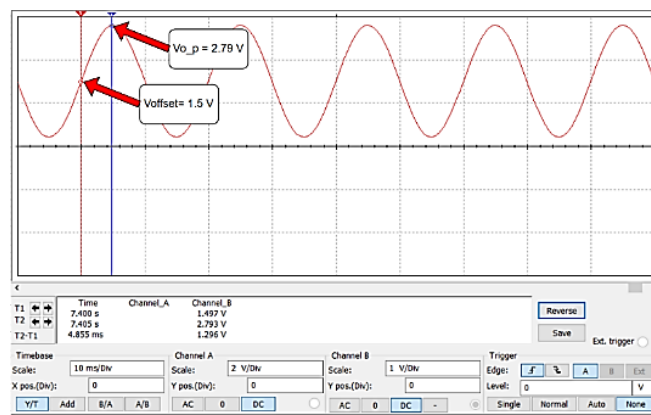 Vo_p = 2.79 V
Voffset= 1.5 V
Time Channel_A Channel_B
T1 7.400 s 1.497 V
T2 7.405 s 2.793 V
T2-T1 4.855 ms 1.296 V
Reverse
Save
Ext. trigger
Timebase
Scale: 10 ms/Div
X pos.(Div): 0
Y/T Add B/A A/B
Channel A
Scale: 2 V/Div
Y pos.(Div): 0
AC 0 DC
Channel B
Scale: 1 V/Div
Y pos.(Div): 0
AC 0 DC -
Trigger
Edge: A B Ext
Level: 0 V
Single Normal Auto None